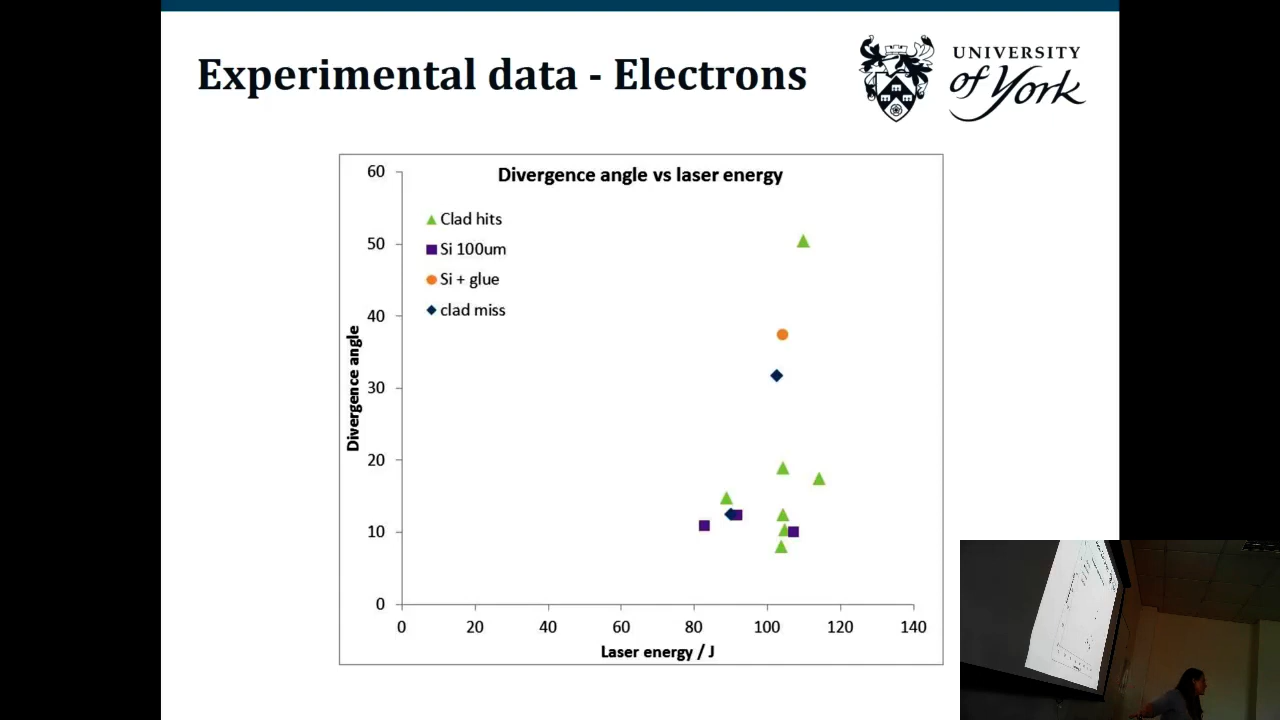 Experimental data - Electrons
UNIVERSITY
of York
Divergence angle vs laser energy
Clad hits
Si 100um
Si + glue
clad miss
Divergence angle
60
50
40
30
20
10
0
0 20 40 60 80 100 120 140
Laser energy / J